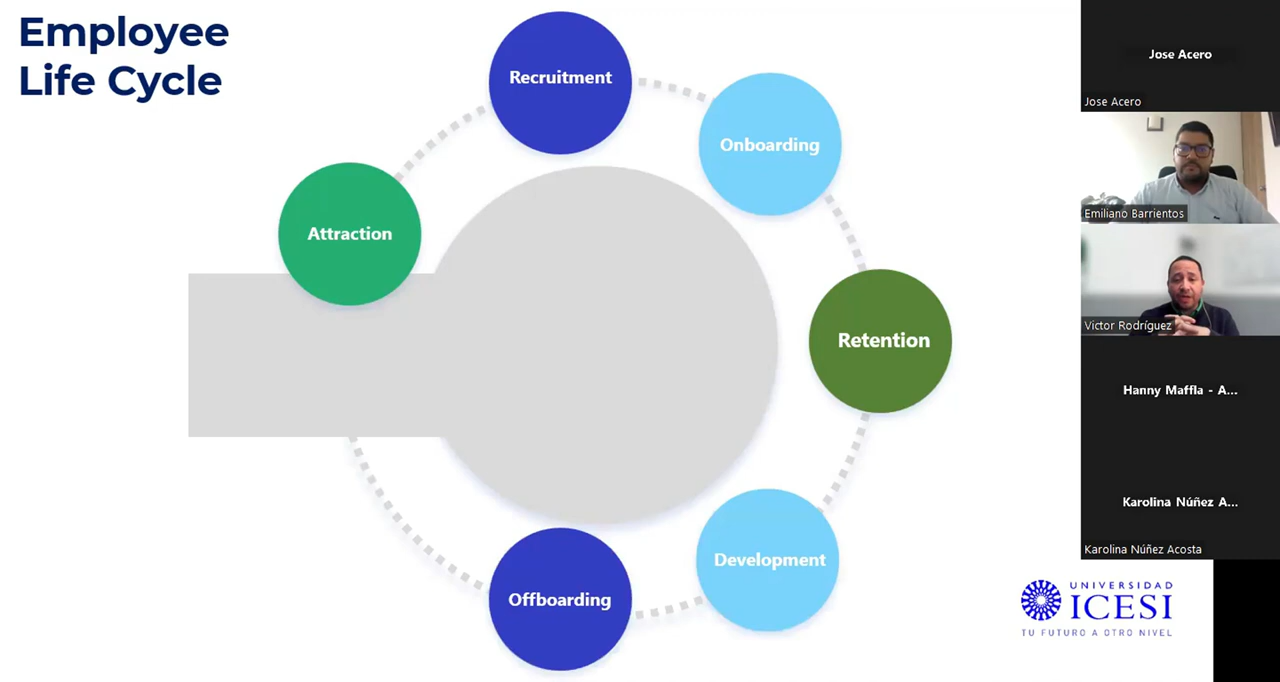 Employee
Life Cycle
Recruitment
Onboarding
Attraction
Retention
Development
Offboarding
Jose Acero
Jose Acero
Emiliano Barrientos
Victor Rodríguez
Hanny Maffla - A...
Karolina Núñez A...
Karolina Núñez Acosta
UNIVERSIDAD
ICESI
TU FUTURO A OTRO NIVEL